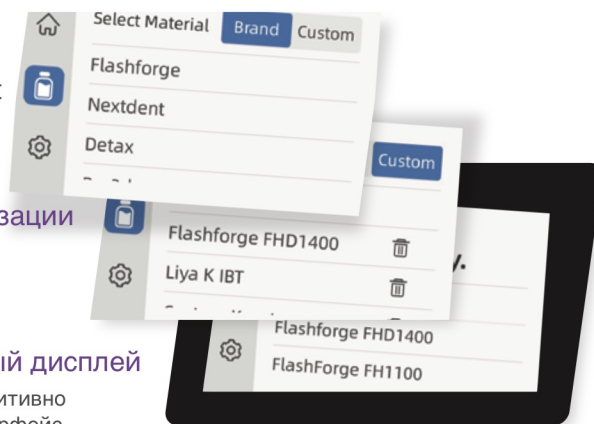 Select Material Brand Custom
Flashforge
Nextdent
Detax
Custom
Flashforge FHD1400
Liya K IBT
y.
Flashforge FHD1400
FlashForge FH1100
зации
ый дисплей